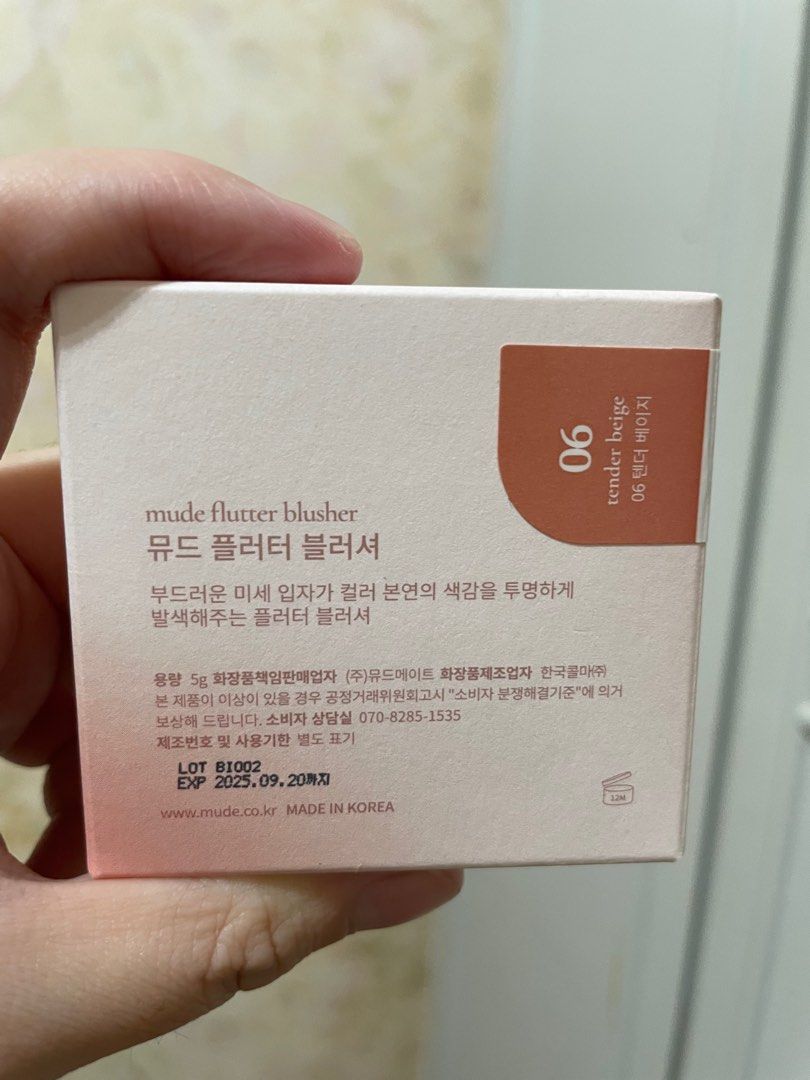 06
tender beige
06 텐더 베이지
mude flutter blusher
뮤드 플러터 블러셔
부드러운 미세 입자가 컬러 본연의 색감을 투명하게
발색해주는 플러터 블러셔
용량 5g 화장품책임판매업자 (주)뮤드메이트 화장품제조업자 한국콜마㈜
본 제품이 이상이 있을 경우 공정거래위원회고시 "소비자 분쟁해결기준"에 의거
보상해 드립니다. 소비자 상담실 070-8285-1535
제조번호 및 사용기한 별도 표기
LOT BI002
EXP 2025.09.20까지
12M
www.mude.co.kr MADE IN KOREA